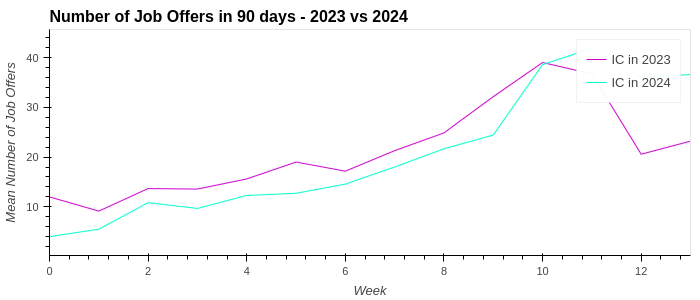 Number of Job Offers in 90 days - 2023 vs 2024
Mean Number of Job Offers
40
30
20
10
IC in 2023
IC in 2024
0 2 4 6 8 10 12
Week